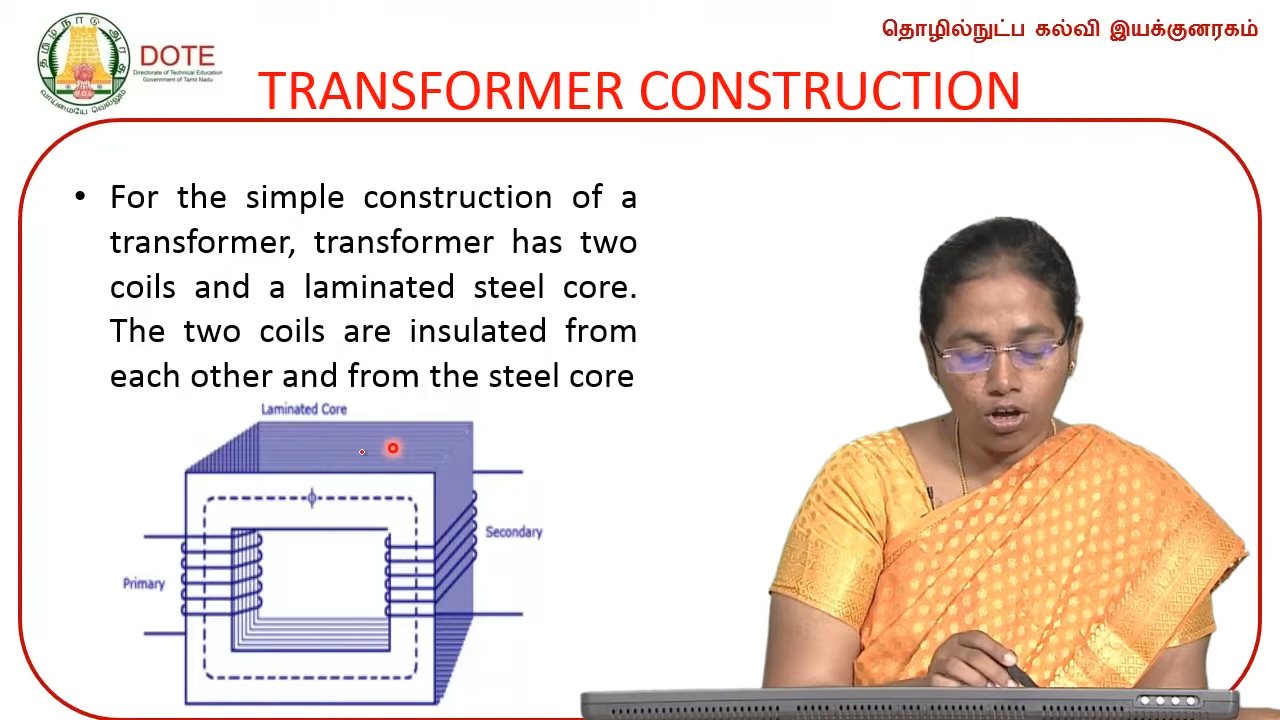 தொழில்நுட்ப கல்வி இயக்குனரகம்
DOTE
Directorate of Technical Education
Government of Tamil Nadu
TRANSFORMER CONSTRUCTION
• For the simple construction of a
transformer, transformer has two
coils and a laminated steel core.
The two coils are insulated from
each other and from the steel core
Laminated Core
ϕ
Secondary
Primary